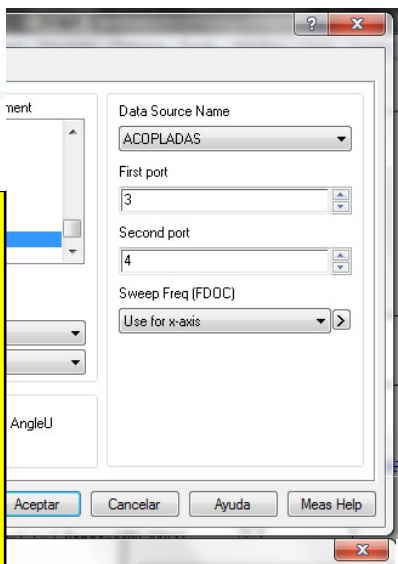 ment
Data Source Name
ACOPLADAS
First port
3
Second port
4
Sweep Freq (FDOC)
Use for x-axis
>
AngleU
Aceptar
Cancelar
Ayuda
Meas Help